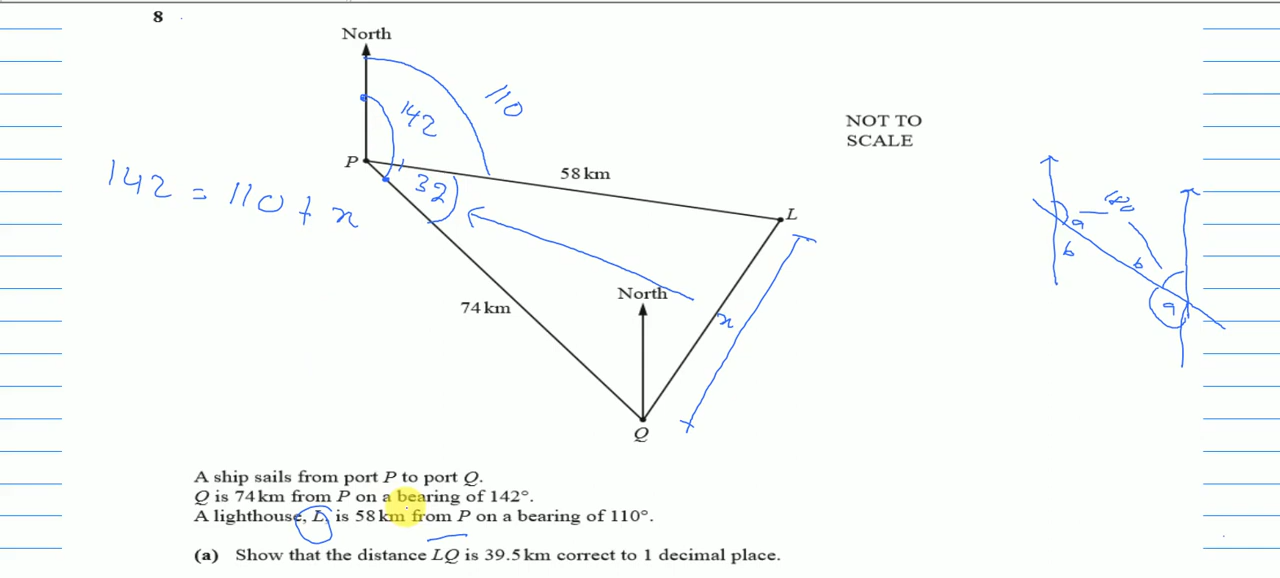 8
North
110
142
NOT TO
SCALE
P
58 km
32
142 = 110 + x
L
180
a
b
b
a
North
74 km
x
Q
A ship sails from port P to port Q.
Q is 74 km from P on a bearing of 142°.
A lighthouse, L, is 58 km from P on a bearing of 110°.
(a) Show that the distance LQ is 39.5 km correct to 1 decimal place.